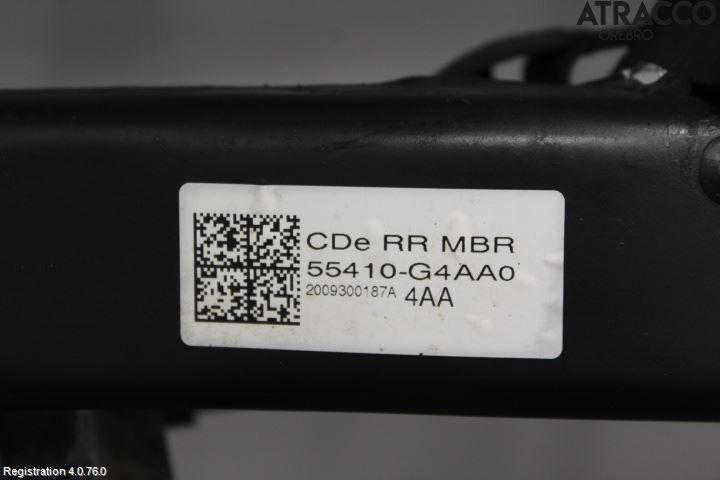 ATRACCO
ÖREBRO
CDe RR MBR
55410-G4AA0
2009300187A 4AA
Registration 4.0.76.0